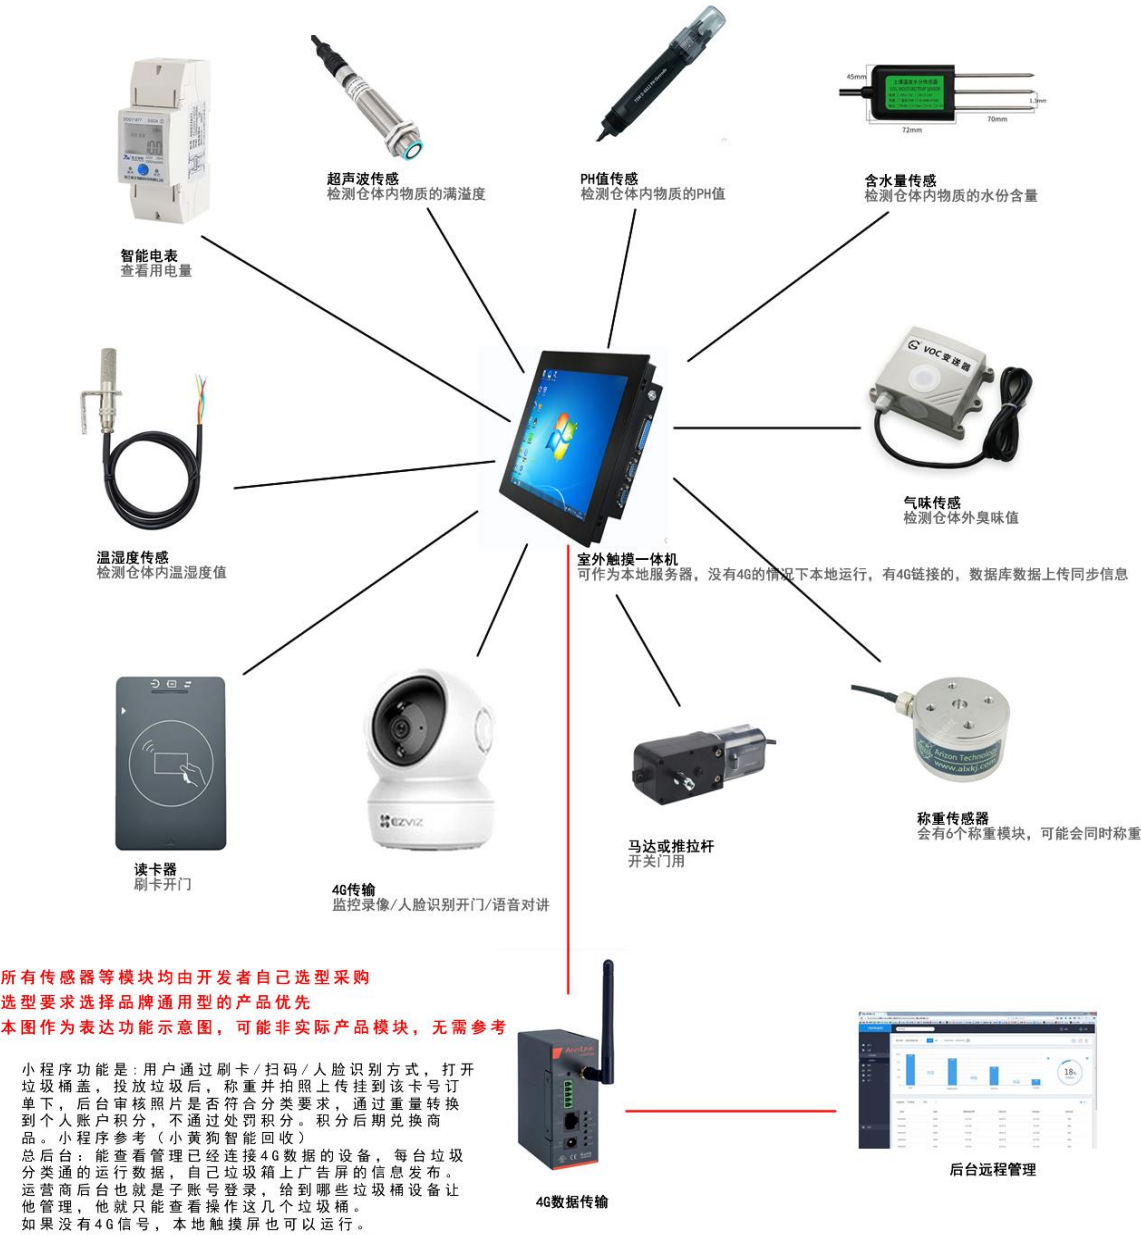 超声波传感
检测仓体内物质的满溢度
PH值传感
检测仓体内物质的PH值
45mm
72mm
70mm
含水量传感
检测仓体内物质的水份含量
智能电表
查看用电量
VOC变送器
气味传感
检测仓体外臭味值
温湿度传感
检测仓体内温湿度值
室外触摸一体机
可作为本地服务器，没有4G的情况下本地运行，有4G链接的，数据库数据上传同步信息
读卡器
刷卡开门
EZVIZ
4G传输
监控录像/人脸识别开门/语音对讲
马达或推拉杆
开关门用
Arizon Technology
www.alxkj.com
称重传感器
会有6个称重模块，可能会同时称重
所有传感器等模块均由开发者自己选型采购
选型要求选择品牌通用型的产品优先
本图作为表达功能示意图，可能非实际产品模块，无需参考
小程序功能是：用户通过刷卡/扫码/人脸识别方式，打开
垃圾桶盖，投放垃圾后，称重并拍照上传挂到该卡号订
单下，后台审核照片是否符合分类要求，通过重量转换
到个人账户积分，不通过处罚积分。积分后期兑换商
品。小程序参考（小黄狗智能回收）
总后台：能查看管理已经连接4G数据的设备，每台垃圾
分类通的运行数据，自己垃圾箱上广告屏的信息发布。
运营商后台也就是子账号登录，给到哪些垃圾桶设备让
他管理，他就只能查看操作这几个垃圾桶。
如果没有4G信号，本地触摸屏也可以运行。
4G数据传输
18
后台远程管理